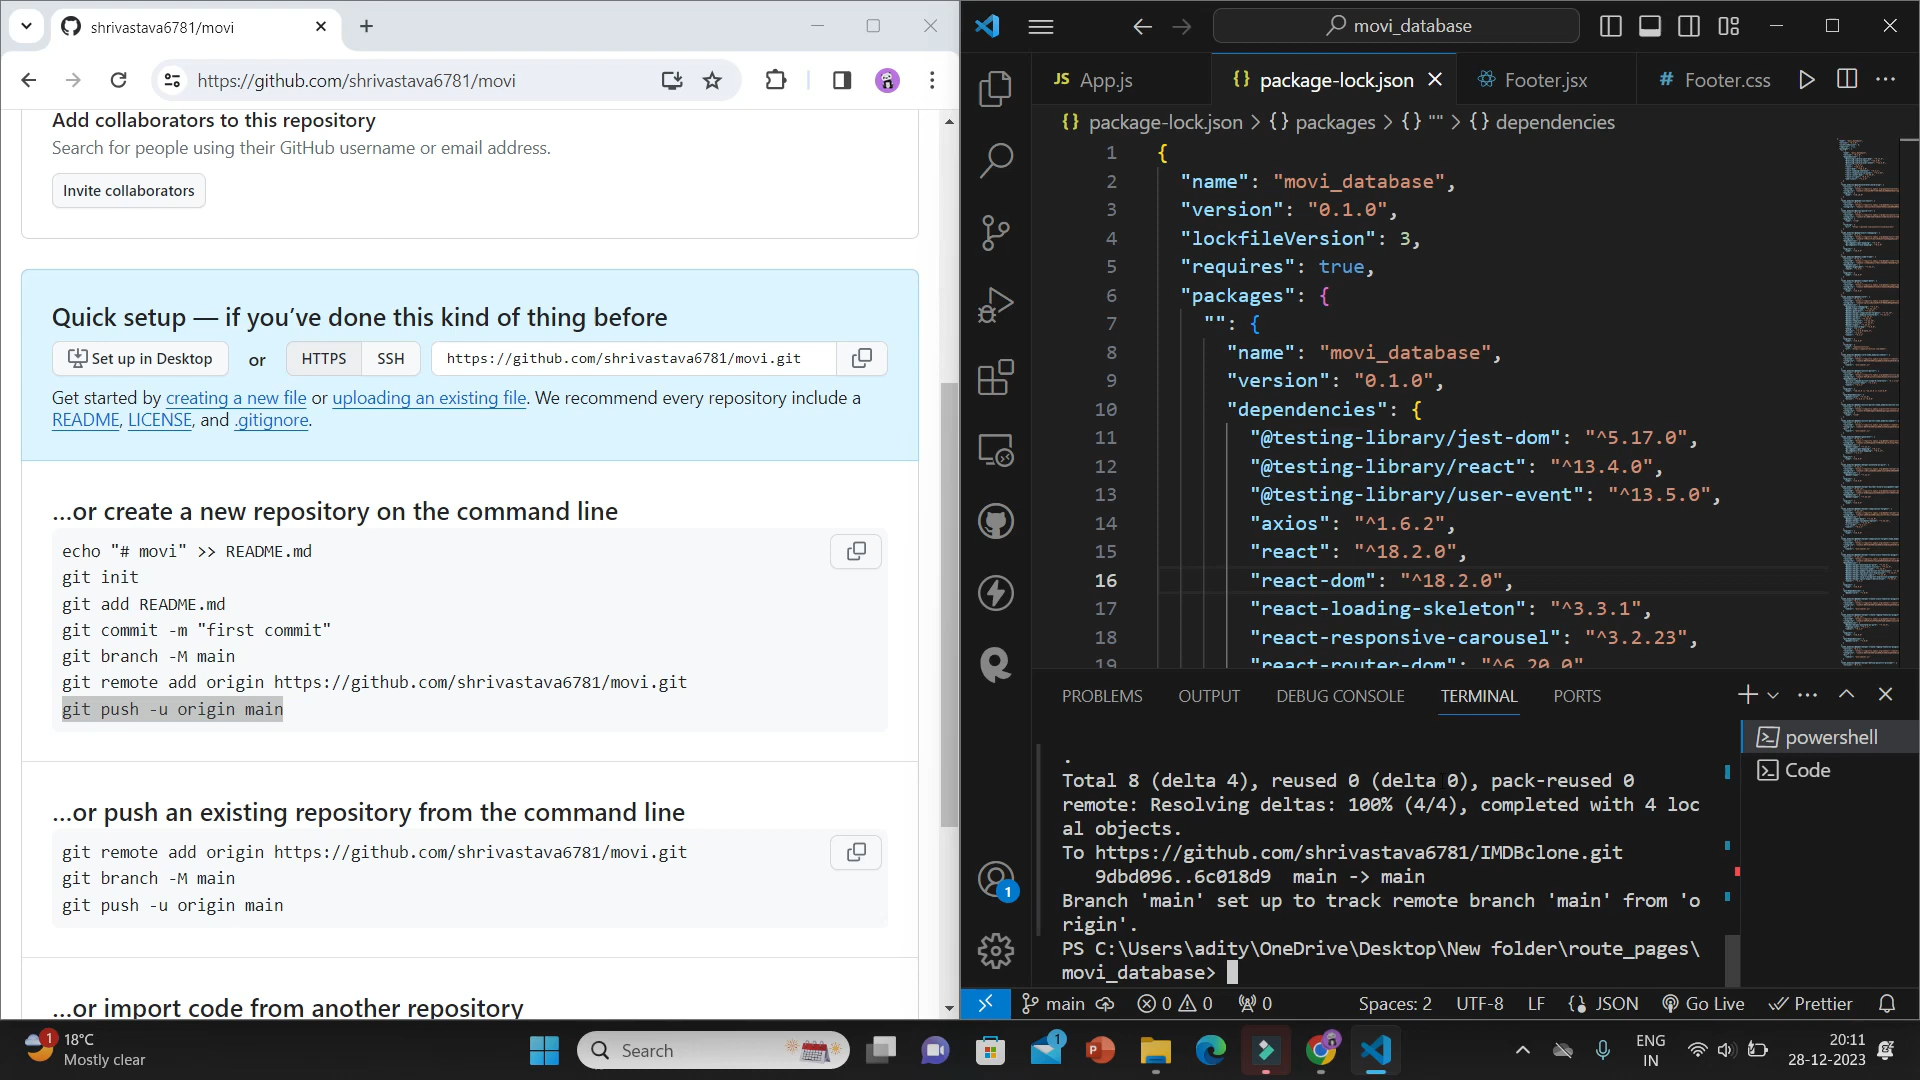 shrivastava6781/movi
https://github.com/shrivastava6781/movi
Add collaborators to this repository
Search for people using their GitHub username or email address.
Invite collaborators
Quick setup — if you’ve done this kind of thing before
Set up in Desktop or HTTPS SSH https://github.com/shrivastava6781/movi.git
Get started by creating a new file or uploading an existing file. We recommend every repository include a
README, LICENSE, and .gitignore.
…or create a new repository on the command line
echo "# movi" >> README.md
git init
git add README.md
git commit -m "first commit"
git branch -M main
git remote add origin https://github.com/shrivastava6781/movi.git
git push -u origin main
…or push an existing repository from the command line
git remote add origin https://github.com/shrivastava6781/movi.git
git branch -M main
git push -u origin main
…or import code from another repository
movi_database
JS App.js {} package-lock.json Footer.jsx # Footer.css
{} package-lock.json > {} packages > {} "" > {} dependencies
1 {
2 "name": "movi_database",
3 "version": "0.1.0",
4 "lockfileVersion": 3,
5 "requires": true,
6 "packages": {
7 "": {
8 "name": "movi_database",
9 "version": "0.1.0",
10 "dependencies": {
11 "@testing-library/jest-dom": "^5.17.0",
12 "@testing-library/react": "^13.4.0",
13 "@testing-library/user-event": "^13.5.0",
14 "axios": "^1.6.2",
15 "react": "^18.2.0",
16 "react-dom": "^18.2.0",
17 "react-loading-skeleton": "^3.3.1",
18 "react-responsive-carousel": "^3.2.23",
19 "react-router-dom": "^6.20.0"
PROBLEMS OUTPUT DEBUG CONSOLE TERMINAL PORTS
powershell
Code
.
Total 8 (delta 4), reused 0 (delta 0), pack-reused 0
remote: Resolving deltas: 100% (4/4), completed with 4 loc
al objects.
To https://github.com/shrivastava6781/IMDBclone.git
9dbd096..6c018d9 main -> main
Branch 'main' set up to track remote branch 'main' from 'o
rigin'.
PS C:\Users\adity\OneDrive\Desktop\New folder\route_pages\
movi_database>
1
main 0 0 0 Spaces: 2 UTF-8 LF {} JSON Go Live Prettier
1
18°C
Mostly clear
Search
1
ENG
IN
20:11
28-12-2023